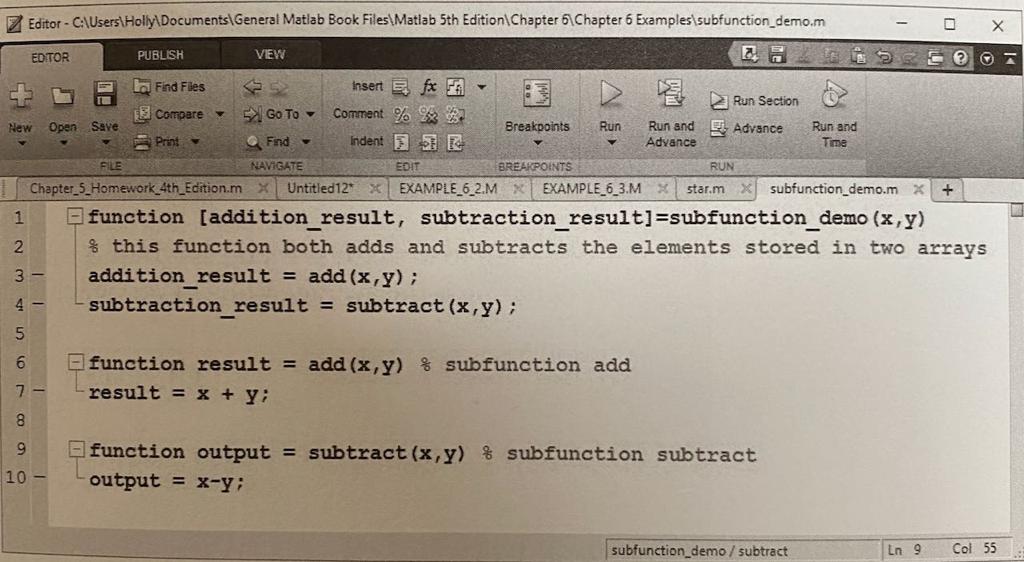 Editor - C:\Users\Holly\Documents\General Matlab Book Files\Matlab 5th Edition\Chapter 6\Chapter 6 Examples\subfunction_demo.m
EDITOR PUBLISH VIEW
New Open Save Find Files Compare Print
Go To Find
Insert fx
Comment
Indent
Breakpoints
Run Run and Advance Run Section Advance Run and Time
FILE NAVIGATE EDIT BREAKPOINTS RUN
Chapter_5_Homework_4th_Edition.m Untitled12* EXAMPLE_6_2.M EXAMPLE_6_3.M star.m subfunction_demo.m +
1 function [addition_result, subtraction_result]=subfunction_demo(x,y)
2 % this function both adds and subtracts the elements stored in two arrays
3 – addition_result = add(x,y);
4 – subtraction_result = subtract(x,y);
5
6 function result = add(x,y) % subfunction add
7 – result = x + y;
8
9 function output = subtract(x,y) % subfunction subtract
10 – output = x-y;
subfunction_demo / subtract Ln 9 Col 55